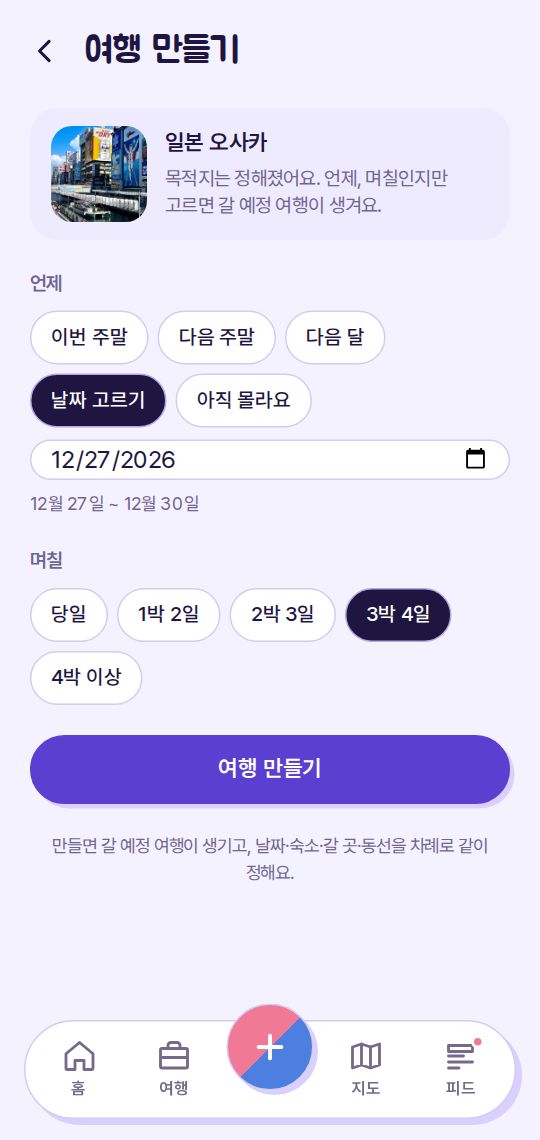 여행 만들기
일본 오사카
목적지는 정해졌어요. 언제, 며칠인지만
고르면 갈 예정 여행이 생겨요.
언제
이번 주말
다음 주말
다음 달
날짜 고르기
아직 몰라요
12/27/2026
12월 27일 ~ 12월 30일
며칠
당일
1박 2일
2박 3일
3박 4일
4박 이상
여행 만들기
만들면 갈 예정 여행이 생기고, 날짜·숙소·갈 곳·동선을 차례로 같이
정해요.
홈
여행
지도
피드